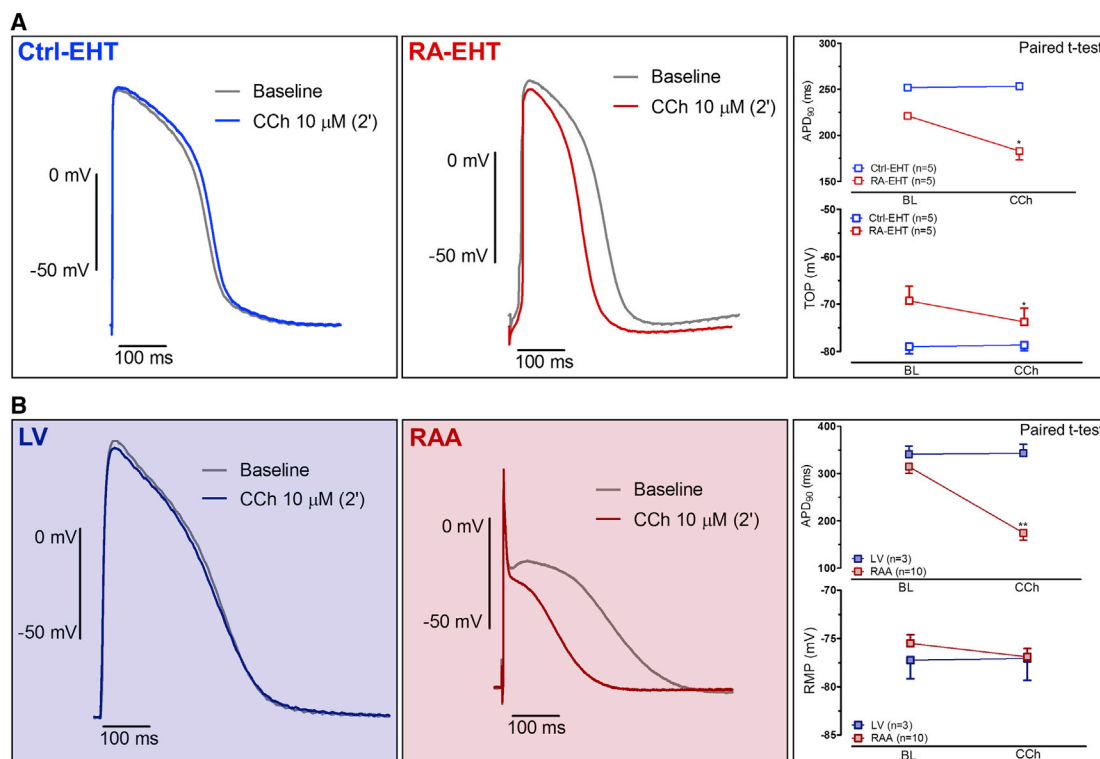 A
Ctrl-EHT
Baseline
CCh 10 µM (2')
0 mV
-50 mV
100 ms
RA-EHT
Baseline
CCh 10 µM (2')
0 mV
-50 mV
100 ms
Paired t-test
APD90 (ms)
300
250
200
150
*
Ctrl-EHT (n=5)
RA-EHT (n=5)
BL
CCh
TOP (mV)
-50
-60
-70
-80
Ctrl-EHT (n=5)
RA-EHT (n=5)
*
BL
CCh
B
LV
Baseline
CCh 10 µM (2')
0 mV
-50 mV
100 ms
RAA
Baseline
CCh 10 µM (2')
0 mV
-50 mV
100 ms
Paired t-test
APD90 (ms)
400
300
200
100
**
LV (n=3)
RAA (n=10)
BL
CCh
RMP (mV)
-70
-75
-80
-85
LV (n=3)
RAA (n=10)
BL
CCh